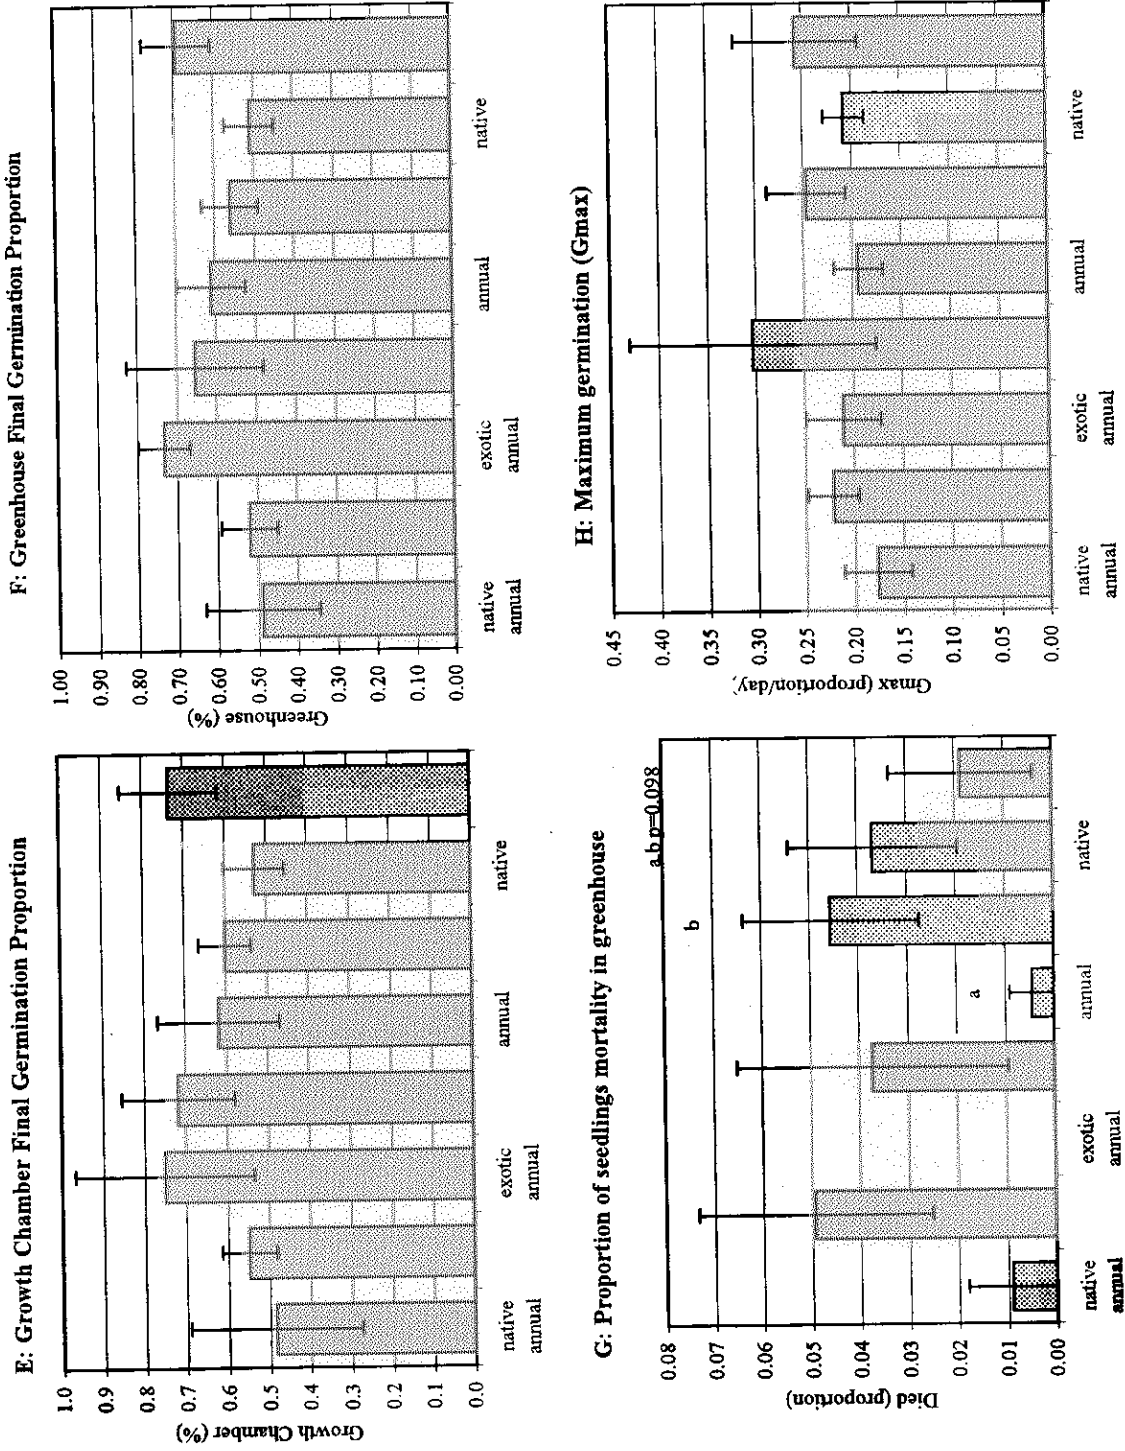 E: Growth Chamber Final Germination Proportion
Growth Chamber (%)
1.0
0.9
0.8
0.7
0.6
0.5
0.4
0.3
0.2
0.1
0.0
native
annual
exotic
annual
annual
native
F: Greenhouse Final Germination Proportion
Greenhouse (%)
1.00
0.90
0.80
0.70
0.60
0.50
0.40
0.30
0.20
0.10
0.00
native
annual
exotic
annual
annual
native
G: Proportion of seedlings mortality in greenhouse
Died (proportion)
0.08
0.07
0.06
0.05
0.04
0.03
0.02
0.01
0.00
a,b p=0.098
b
a
native
annual
exotic
annual
annual
native
H: Maximum germination (Gmax)
Gmax (proportion/day)
0.45
0.40
0.35
0.30
0.25
0.20
0.15
0.10
0.05
0.00
native
annual
exotic
annual
annual
native